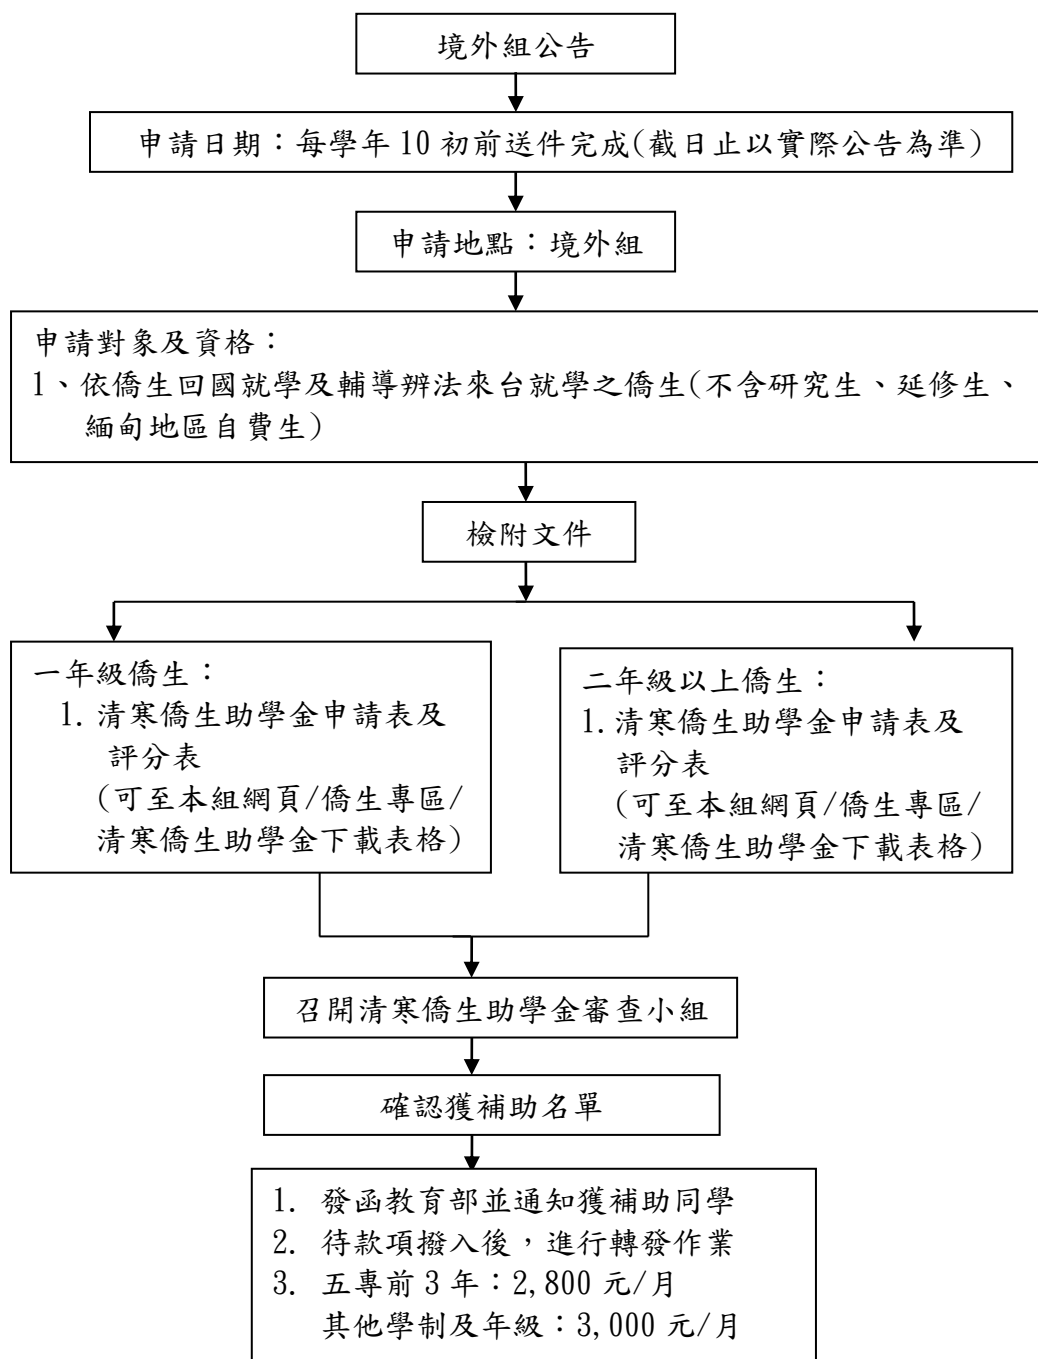 境外組公告
申請日期：每學年 10 初前送件完成(截日止以實際公告為準)
申請地點：境外組
申請對象及資格：
1、依僑生回國就學及輔導辦法來台就學之僑生(不含研究生、延修生、
緬甸地區自費生)
檢附文件
一年級僑生：
1. 清寒僑生助學金申請表及
評分表
(可至本組網頁/僑生專區/
清寒僑生助學金下載表格)
二年級以上僑生：
1. 清寒僑生助學金申請表及
評分表
(可至本組網頁/僑生專區/
清寒僑生助學金下載表格)
召開清寒僑生助學金審查小組
確認獲補助名單
1. 發函教育部並通知獲補助同學
2. 待款項撥入後，進行轉發作業
3. 五專前 3 年：2,800 元/月
其他學制及年級：3,000 元/月